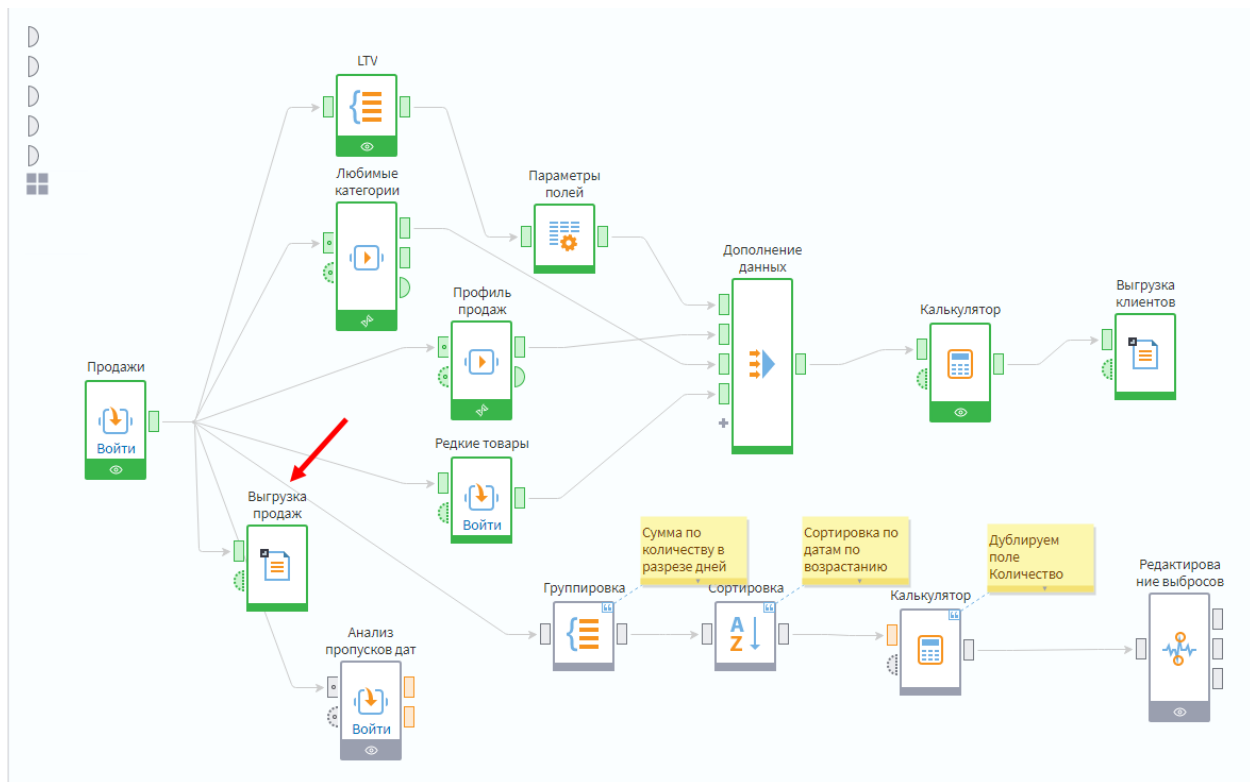 LTV
Любимые
категории
Параметры
полей
Дополнение
данных
Профиль
продаж
Калькулятор
Выгрузка
клиентов
Продажи
Войти
Редкие товары
Войти
Выгрузка
продаж
Сумма по
количеству в
разрезе дней
Сортировка по
датам по
возрастанию
Дублируем
поле
Количество
Группировка
Сортировка
A
Z
Калькулятор
Редактирова
ние выбросов
Анализ
пропусков дат
Войти